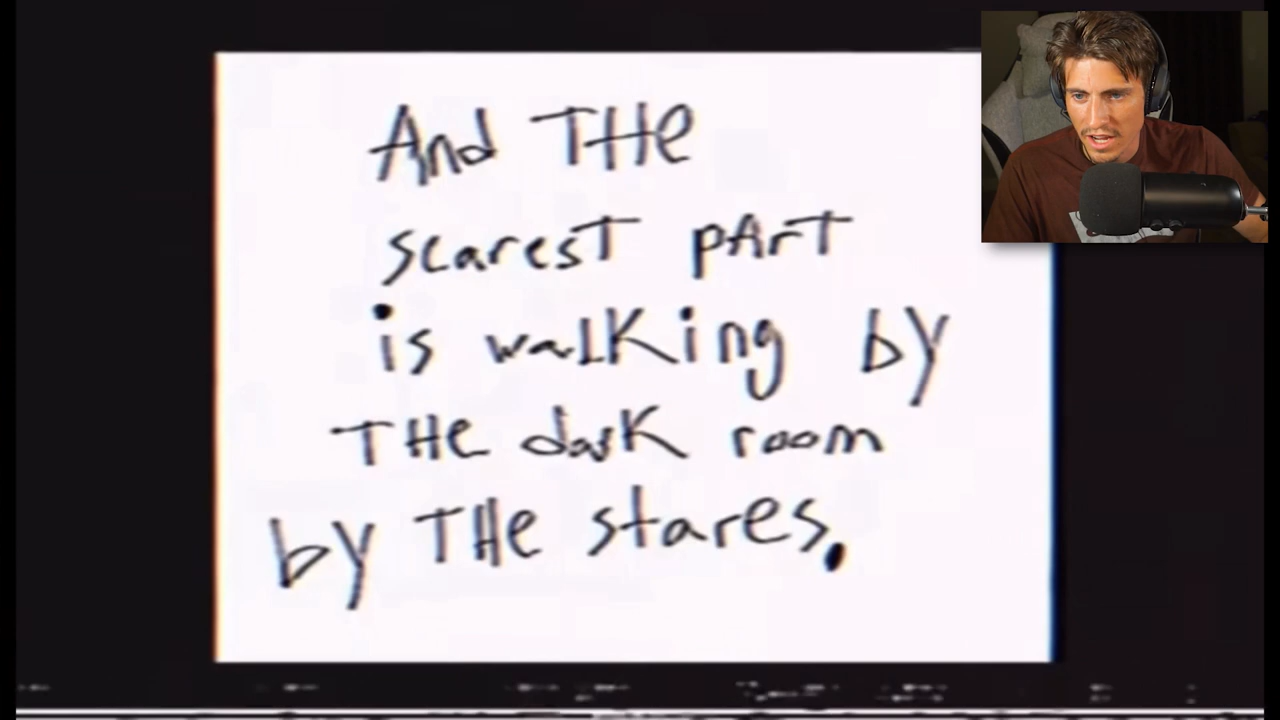 And THe
scarest part
is walking by
THe dark room
by THe stares.